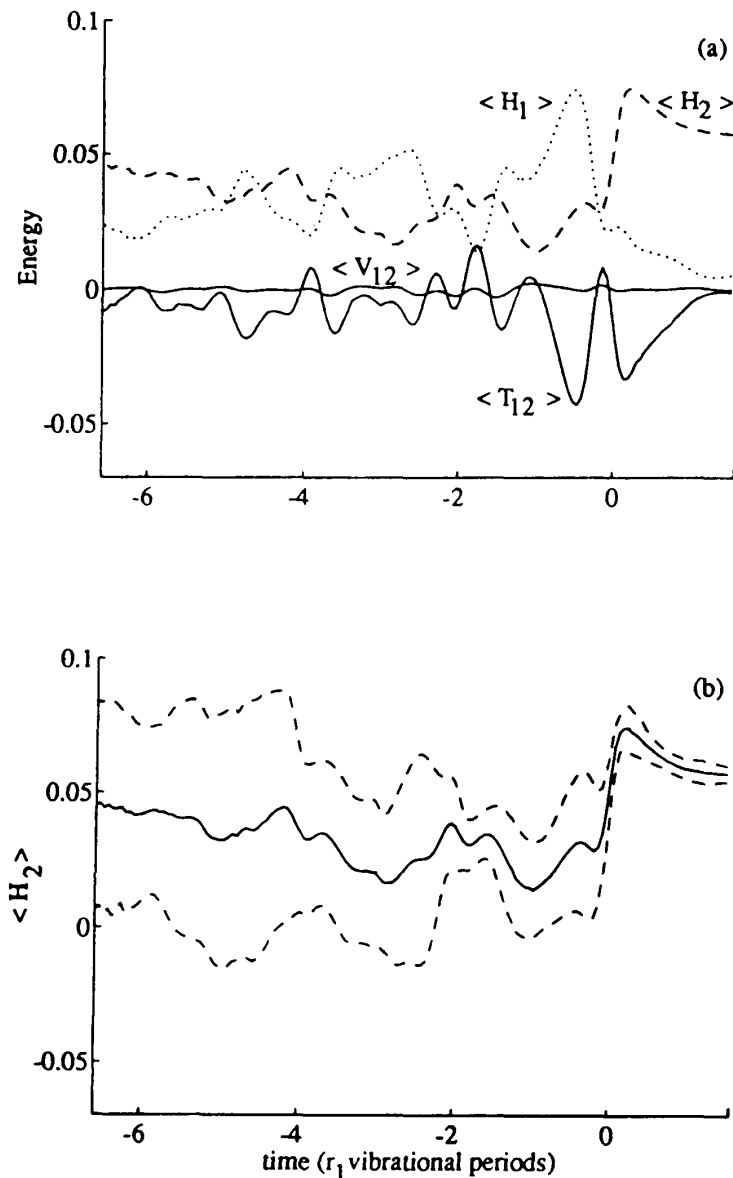 0.1
(a)
< H1 >
< H2 >
0.05
Energy
< V12 >
0
< T12 >
-0.05
-6
-4
-2
0
0.1
(b)
0.05
< H2 >
0
-0.05
-6
-4
-2
0
time (r1 vibrational periods)